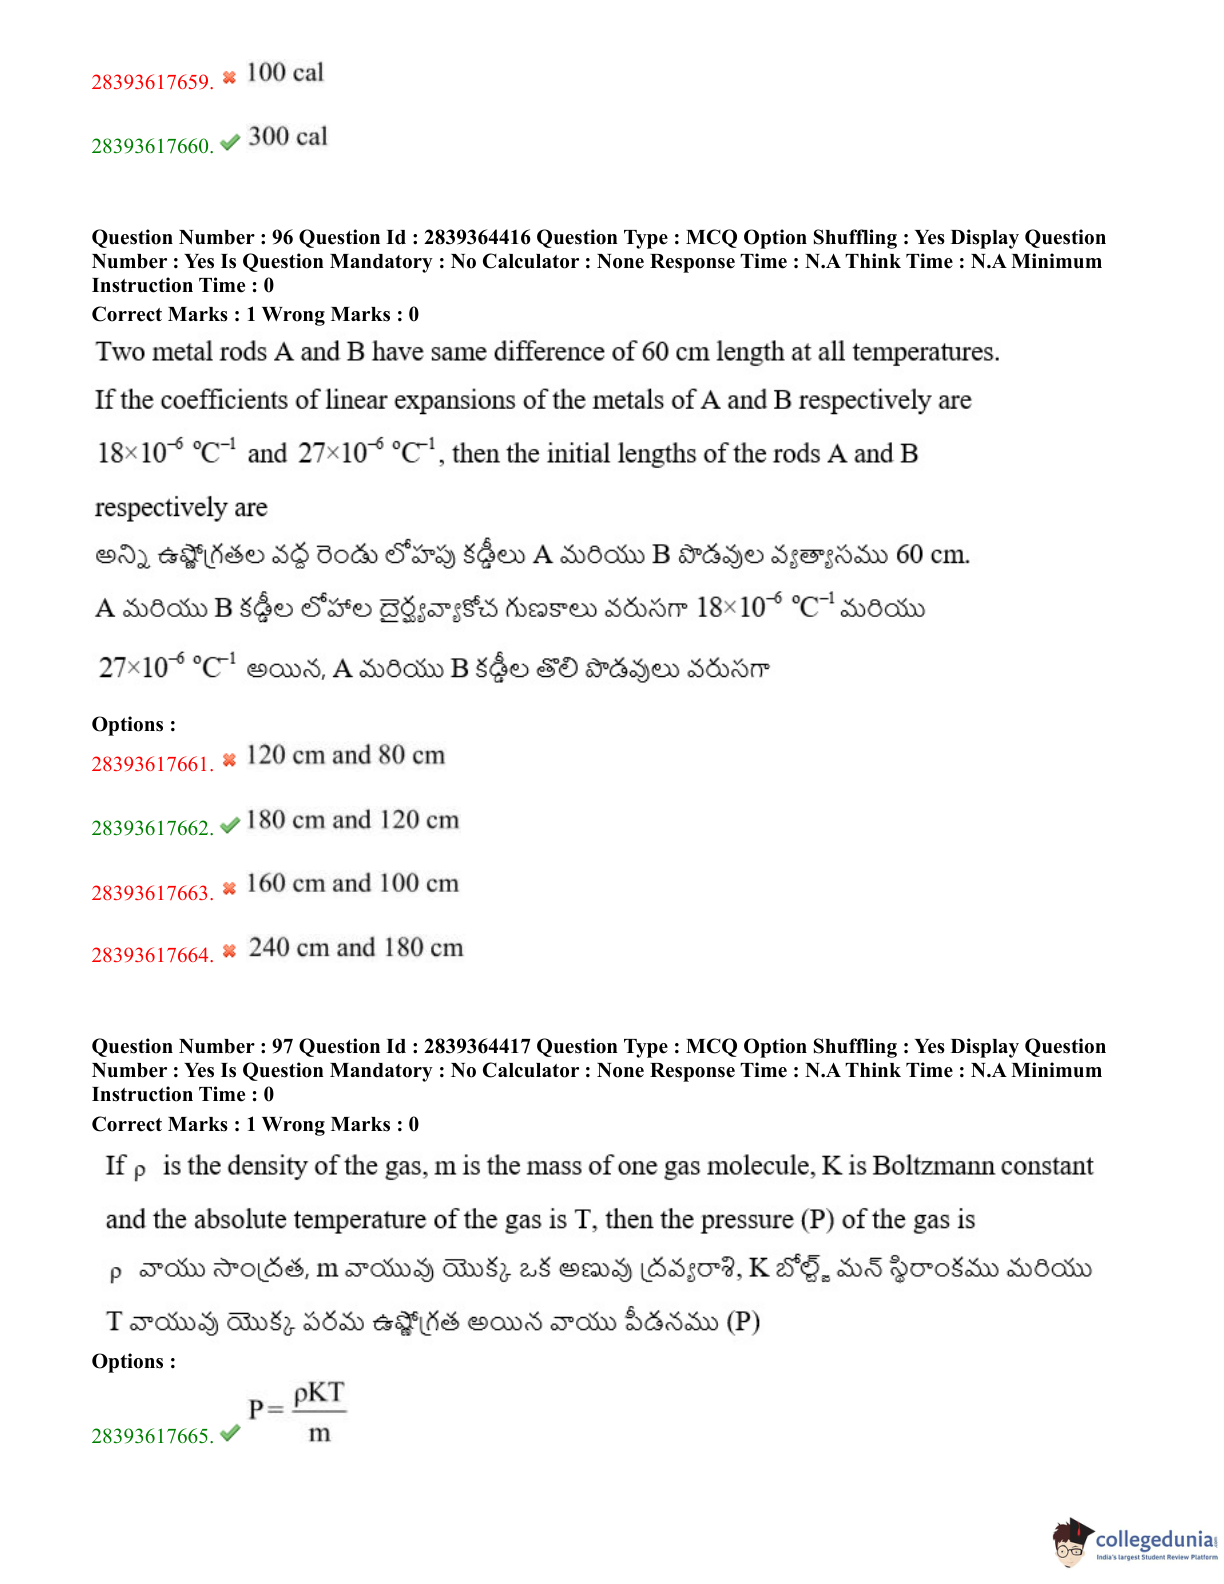 28393617659. ✖ 100 cal
28393617660. ✔ 300 cal
Question Number : 96 Question Id : 2839364416 Question Type : MCQ Option Shuffling : Yes Display Question
Number : Yes Is Question Mandatory : No Calculator : None Response Time : N.A Think Time : N.A Minimum
Instruction Time : 0
Correct Marks : 1 Wrong Marks : 0
Two metal rods A and B have same difference of 60 cm length at all temperatures.
If the coefficients of linear expansions of the metals of A and B respectively are
18×10⁻⁶ ⁰C⁻¹ and 27×10⁻⁶ ⁰C⁻¹, then the initial lengths of the rods A and B
respectively are
అన్ని ఉష్ణోగ్రతల వద్ద రెండు లోహపు కడ్డీలు A మరియు B పొడవుల వ్యత్యాసము 60 cm.
A మరియు B కడ్డీల లోహాల దైర్ఘ్యవ్యాకోచ గుణకాలు వరుసగా 18×10⁻⁶ ⁰C⁻¹ మరియు
27×10⁻⁶ ⁰C⁻¹ అయిన, A మరియు B కడ్డీల తొలి పొడవులు వరుసగా
Options :
28393617661. ✖ 120 cm and 80 cm
28393617662. ✔ 180 cm and 120 cm
28393617663. ✖ 160 cm and 100 cm
28393617664. ✖ 240 cm and 180 cm
Question Number : 97 Question Id : 2839364417 Question Type : MCQ Option Shuffling : Yes Display Question
Number : Yes Is Question Mandatory : No Calculator : None Response Time : N.A Think Time : N.A Minimum
Instruction Time : 0
Correct Marks : 1 Wrong Marks : 0
If ρ is the density of the gas, m is the mass of one gas molecule, K is Boltzmann constant
and the absolute temperature of the gas is T, then the pressure (P) of the gas is
ρ వాయు సాంద్రత, m వాయువు యొక్క ఒక అణువు ద్రవ్యరాశి, K బోల్ట్జ్ మన్ స్థిరాంకము మరియు
T వాయువు యొక్క పరమ ఉష్ణోగ్రత అయిన వాయు పీడనము (P)
Options :
28393617665. ✔ P = ρKT / m
collegedunia
India's largest Student Review Platform